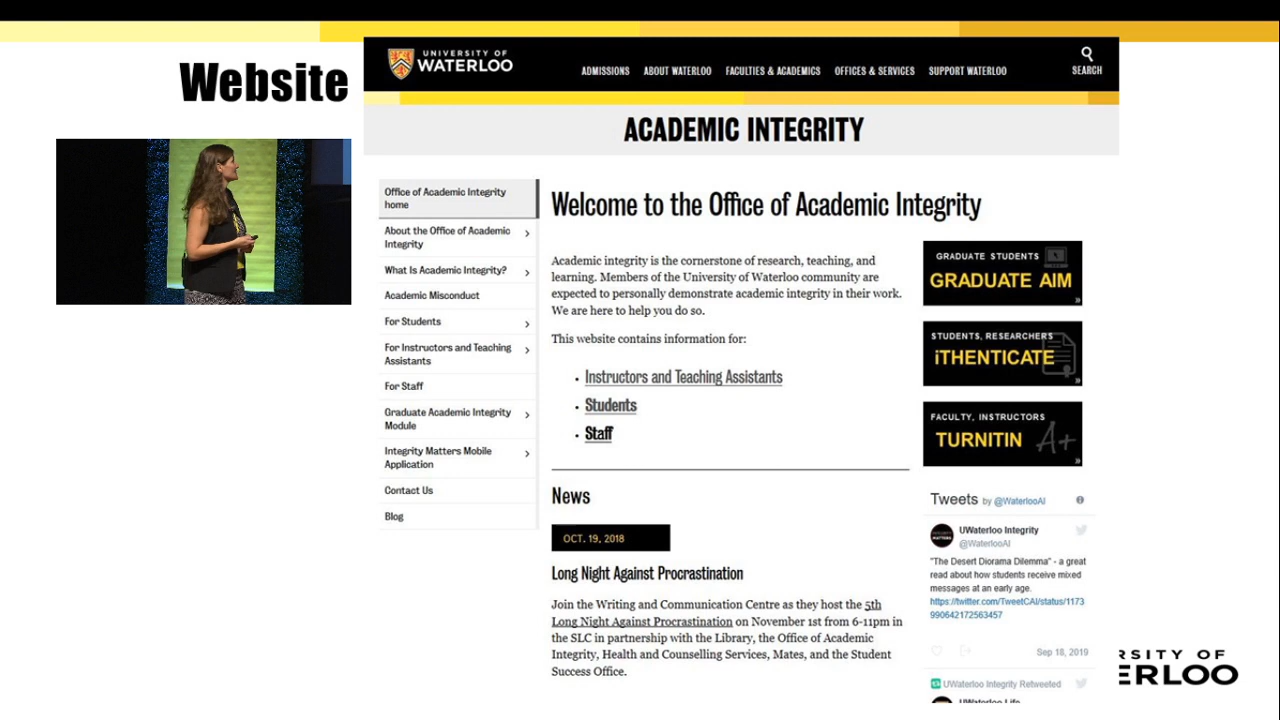 Website
UNIVERSITY OF
WATERLOO
ADMISSIONS
ABOUT WATERLOO
FACULTIES & ACADEMICS
OFFICES & SERVICES
SUPPORT WATERLOO
SEARCH
ACADEMIC INTEGRITY
Office of Academic Integrity
home
About the Office of Academic
Integrity
What Is Academic Integrity?
Academic Misconduct
For Students
For Instructors and Teaching
Assistants
For Staff
Graduate Academic Integrity
Module
Integrity Matters Mobile
Application
Contact Us
Blog
Welcome to the Office of Academic Integrity
Academic integrity is the cornerstone of research, teaching, and
learning. Members of the University of Waterloo community are
expected to personally demonstrate academic integrity in their work.
We are here to help you do so.
This website contains information for:
• Instructors and Teaching Assistants
• Students
• Staff
News
OCT. 19, 2018
Long Night Against Procrastination
Join the Writing and Communication Centre as they host the 5th
Long Night Against Procrastination on November 1st from 6-11pm in
the SLC in partnership with the Library, the Office of Academic
Integrity, Health and Counselling Services, Mates, and the Student
Success Office.
GRADUATE STUDENTS
GRADUATE AIM
»
STUDENTS, RESEARCHERS
iTHENTICATE
»
FACULTY, INSTRUCTORS
TURNITIN
A+
»
Tweets by @WaterlooAI
UWaterloo Integrity
@WaterlooAI
"The Desert Diorama Dilemma" - a great
read about how students receive mixed
messages at an early age.
https://twitter.com/TweetCAI/status/1173
990642172563457
Sep 18, 2019
UWaterloo Integrity Retweeted
UWaterloo Life
RSITY OF
ERLOO